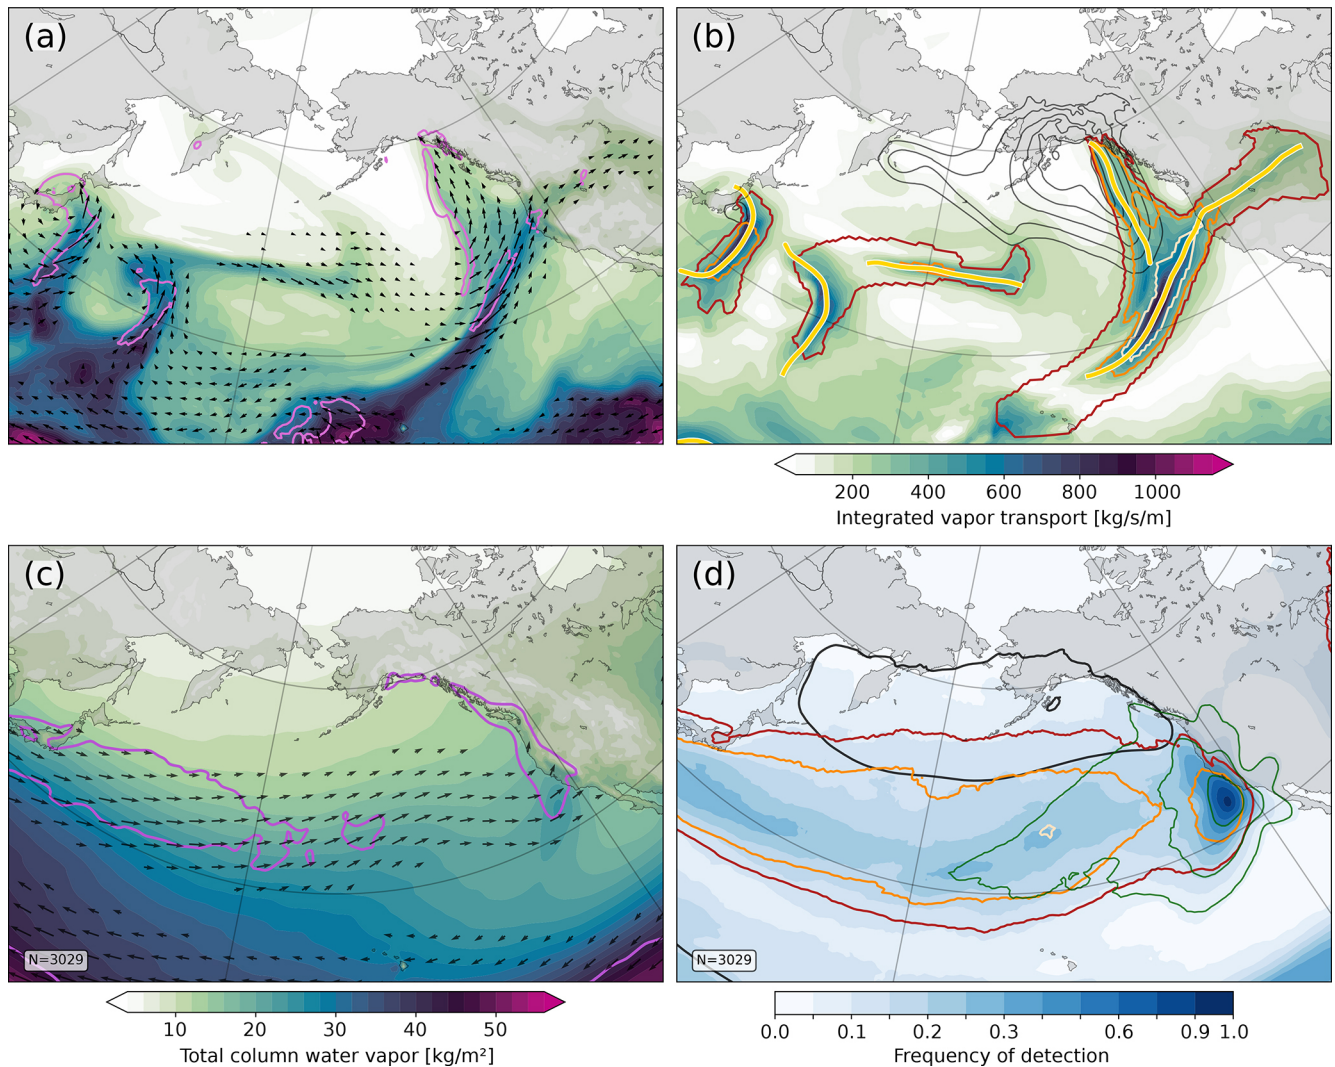 (a)
(b)
200 400 600 800 1000
Integrated vapor transport [kg/s/m]
(c)
(d)
N=3029
N=3029
10 20 30 40 50
Total column water vapor [kg/m²]
0.0 0.1 0.2 0.3 0.6 0.9 1.0
Frequency of detection